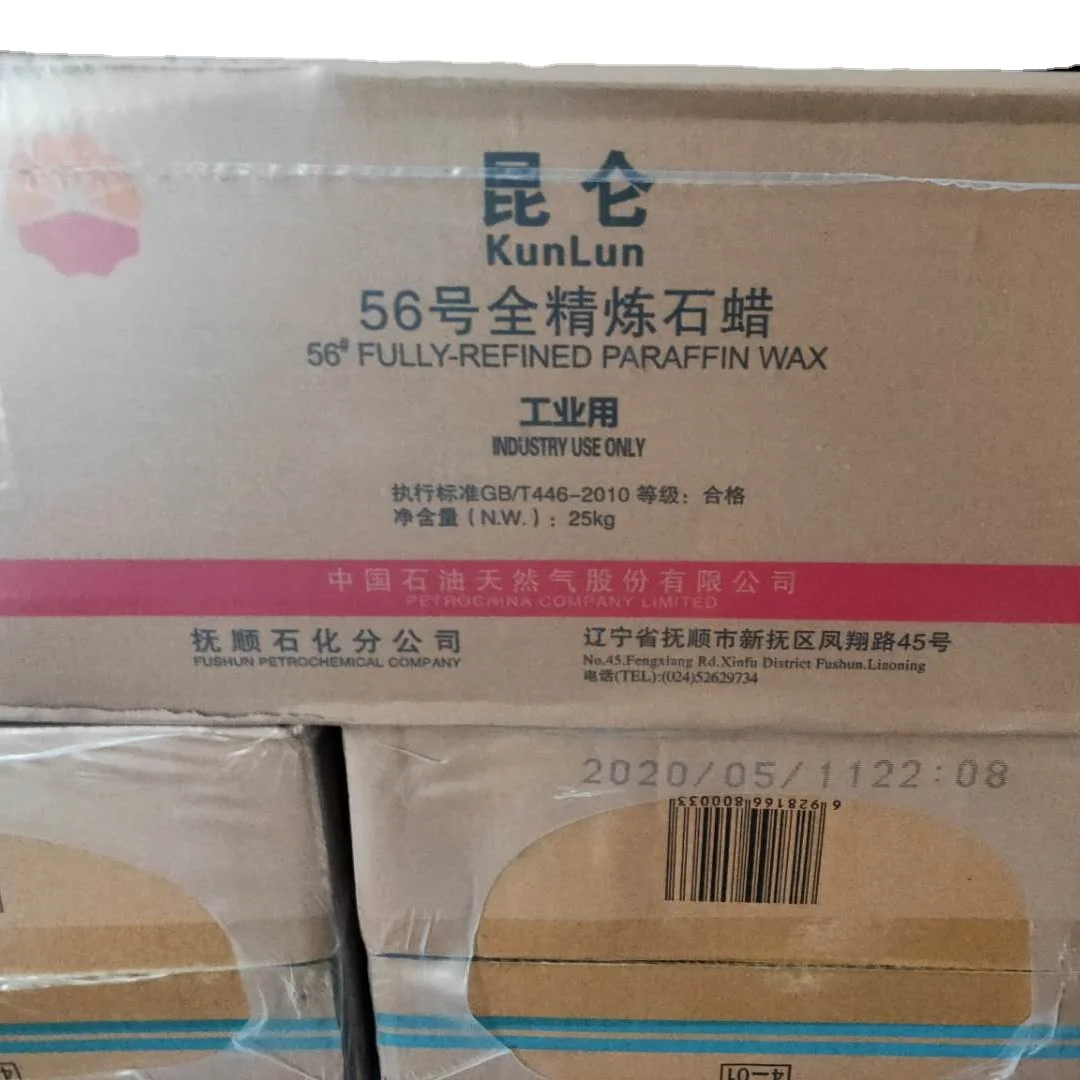 昆仑
KunLun
56号全精炼石蜡
56# FULLY-REFINED PARAFFIN WAX
工业用
INDUSTRY USE ONLY
执行标准GB/T446-2010 等级：合格
净含量(N.W.)：25kg
中国石油天然气股份有限公司
PETROCHINA COMPANY LIMITED
抚顺石化分公司
FUSHUN PETROCHEMICAL COMPANY
辽宁省抚顺市新抚区凤翔路45号
No.45.Fengxiang Rd.Xinfu District Fushun.Liaoning
电话(TEL):(024)52629734
2020/05/1122:08
6928166800033
4-01